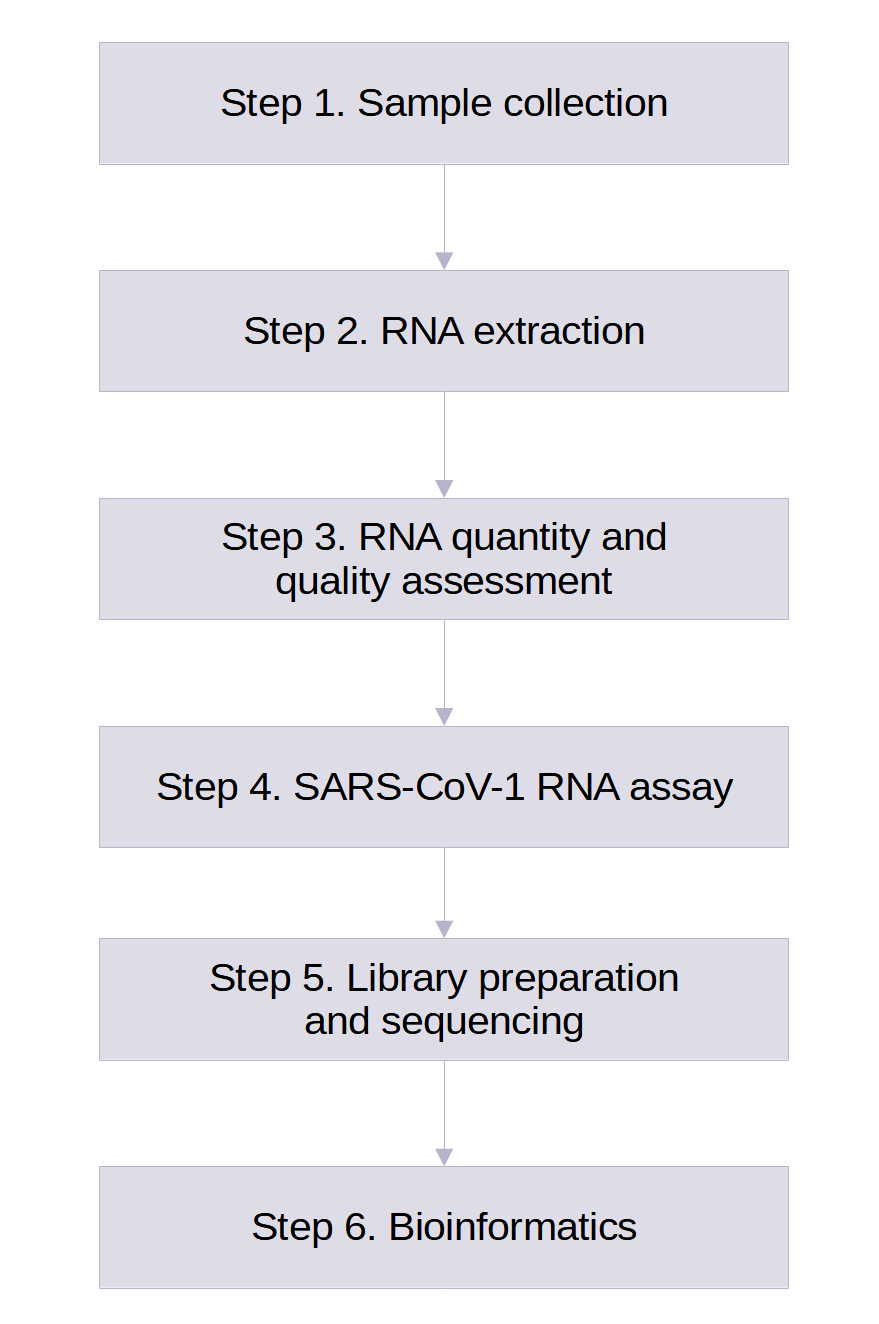 Step 1. Sample collection
Step 2. RNA extraction
Step 3. RNA quantity and
quality assessment
Step 4. SARS-CoV-1 RNA assay
Step 5. Library preparation
and sequencing
Step 6. Bioinformatics